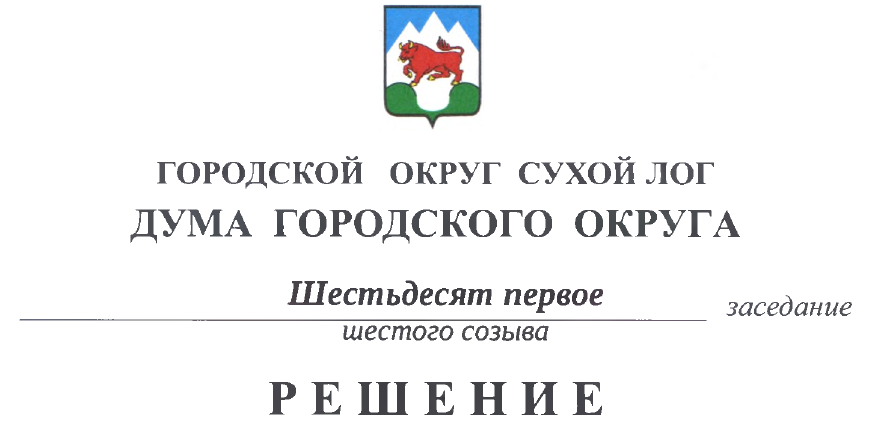 ГОРОДСКОЙ ОКРУГ СУХОЙ ЛОГ
ДУМА ГОРОДСКОГО ОКРУГА
Шестьдесят первое заседание
шестого созыва
Р Е Ш Е Н И Е